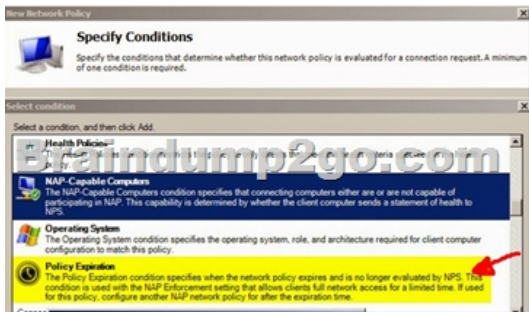 New Network Policy
Specify Conditions
Specify the conditions that determine whether this network policy is evaluated for a connection request. A minimum
of one condition is required.
Select condition
Select a condition, and then click Add.
Health Policies
policy.
Braindump2go.com
NAP-Capable Computers
The NAP-Capable Computers condition specifies that connecting computers either are or are not capable of
participating in NAP. This capability is determined by whether the client computer sends a statement of health to
NPS.
Operating System
The Operating System condition specifies the operating system, role, and architecture required for client computer
configuration to match this policy.
Policy Expiration
The Policy Expiration condition specifies when the network policy expires and is no longer evaluated by NPS. This
condition is used with the NAP Enforcement setting that allows clients full network access for a limited time. If used
for this policy, configure another NAP network policy for after the expiration time.